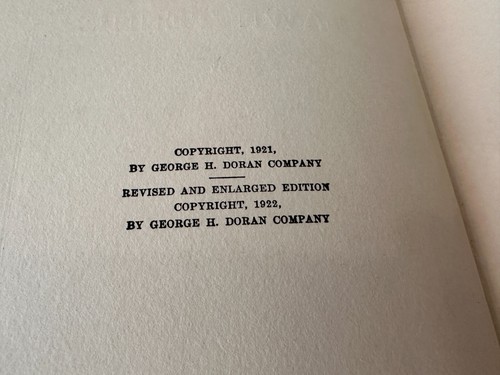 COPYRIGHT, 1921,
BY GEORGE H. DORAN COMPANY
REVISED AND ENLARGED EDITION
COPYRIGHT, 1922,
BY GEORGE H. DORAN COMPANY